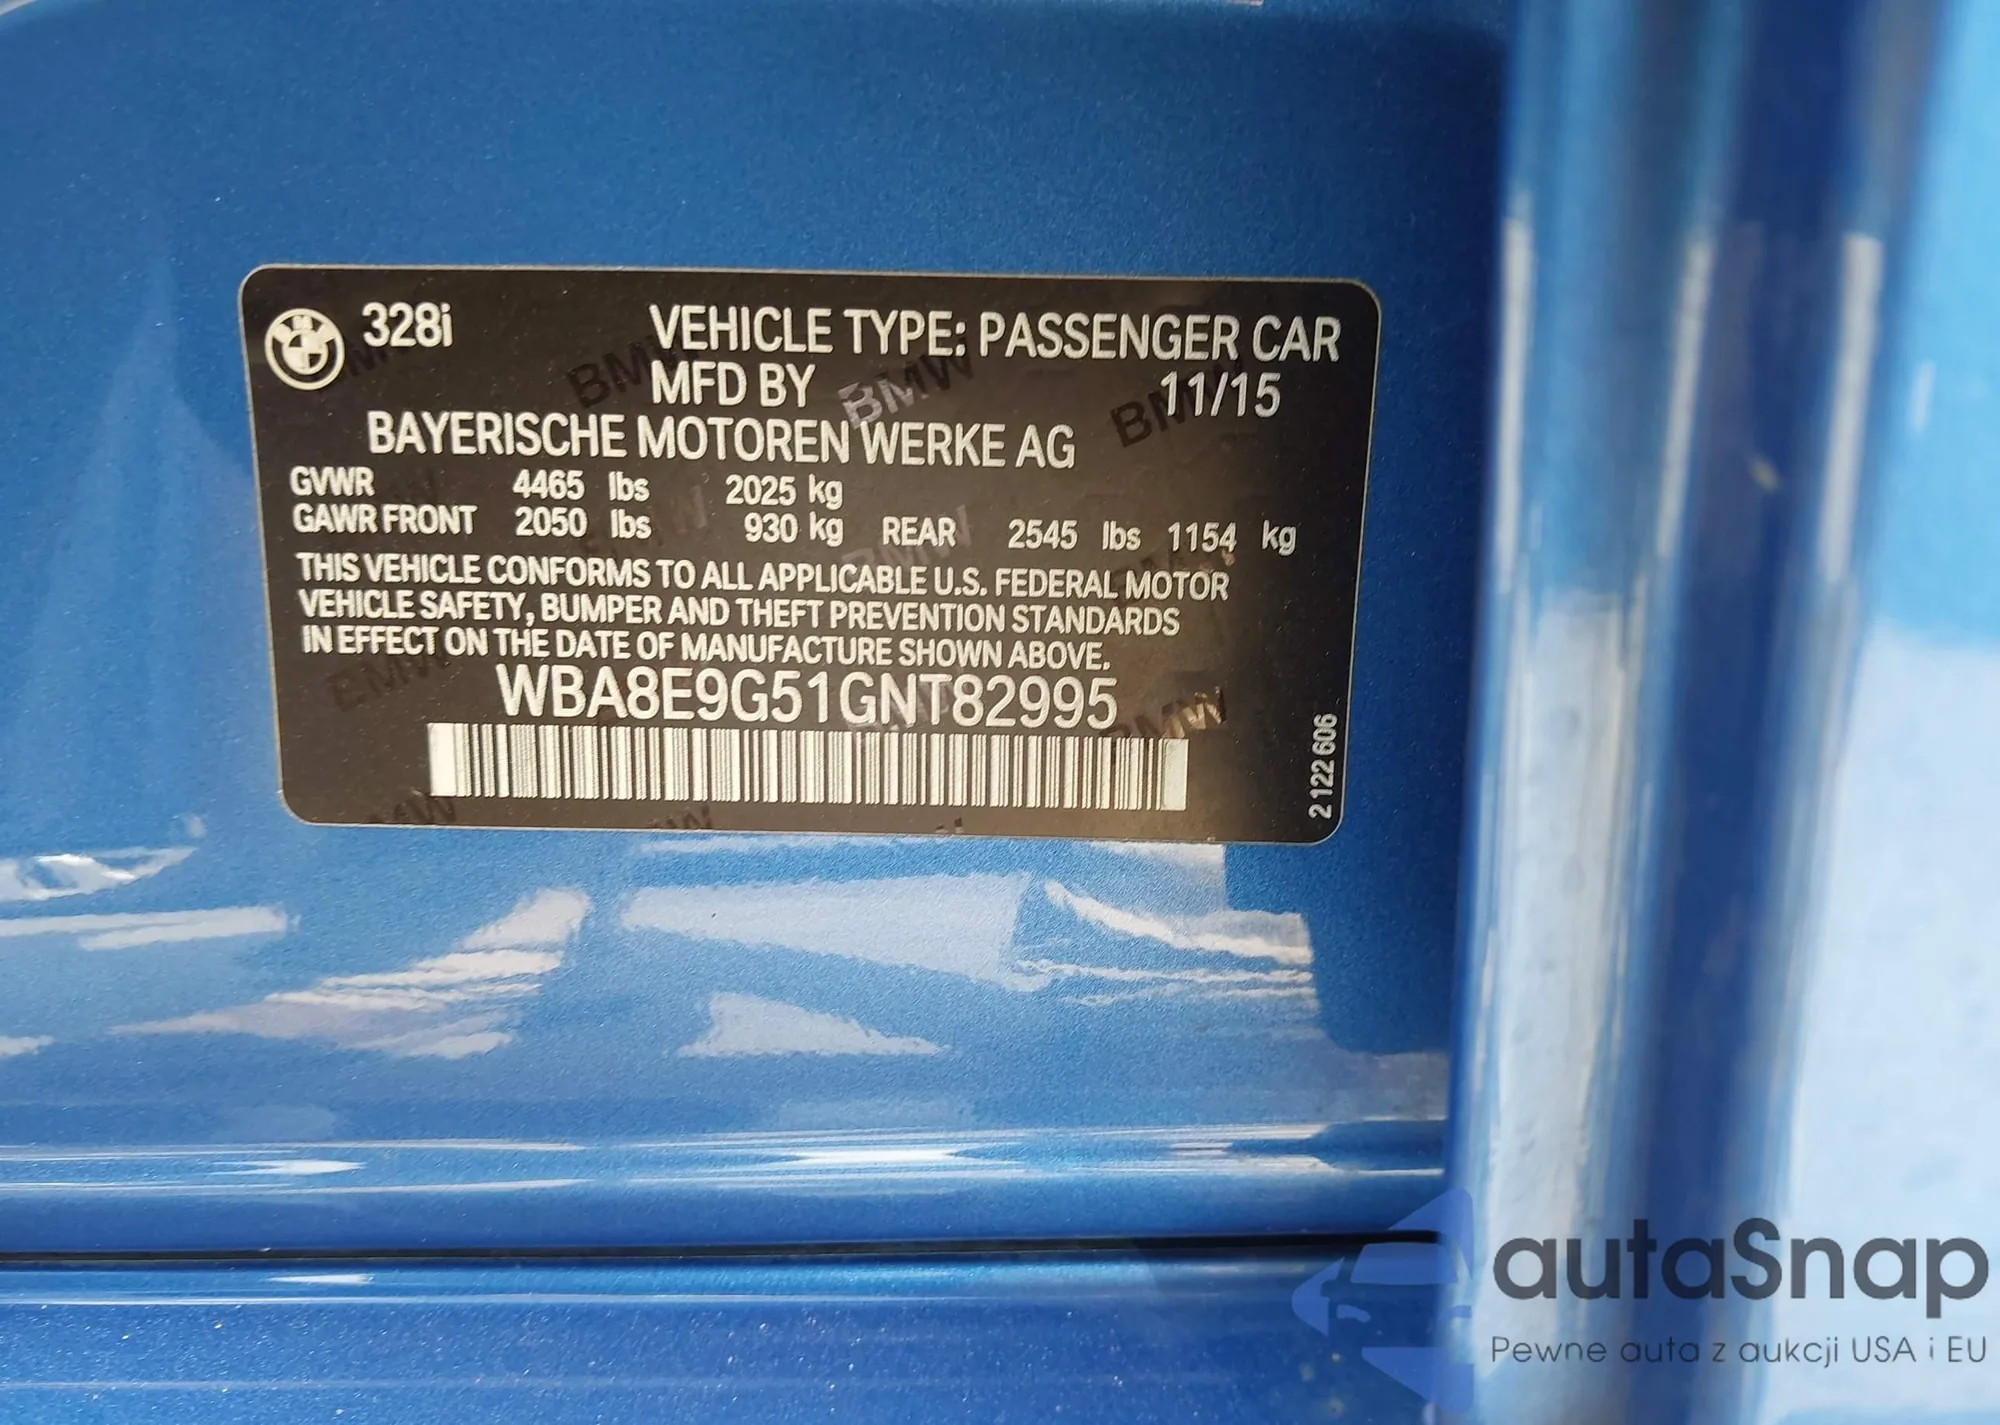 328i VEHICLE TYPE: PASSENGER CAR
MFD BY 11/15
BAYERISCHE MOTOREN WERKE AG
GVWR 4465 lbs 2025 kg
GAWR FRONT 2050 lbs 930 kg REAR 2545 lbs 1154 kg
THIS VEHICLE CONFORMS TO ALL APPLICABLE U.S. FEDERAL MOTOR
VEHICLE SAFETY, BUMPER AND THEFT PREVENTION STANDARDS
IN EFFECT ON THE DATE OF MANUFACTURE SHOWN ABOVE.
WBA8E9G51GNT82995
2 122 606
autaSnap
Pewne auta z aukcji USA i EU